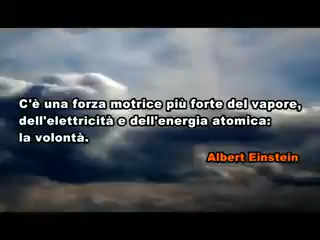 C'è una forza motrice più forte del vapore,
dell'elettricità e dell'energia atomica:
la volontà.
Albert Einstein